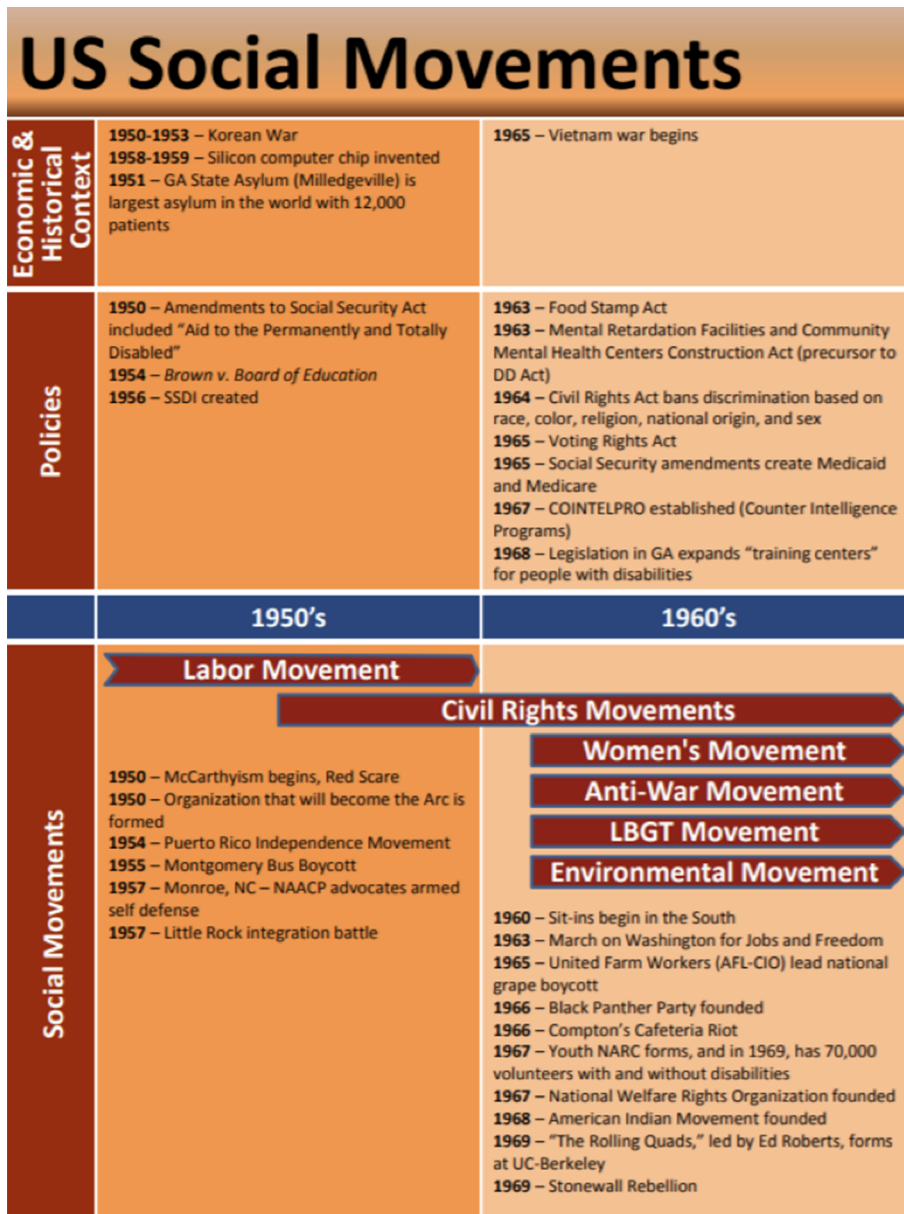 US Social Movements
Economic &
Historical
Context
1950-1953 – Korean War
1958-1959 – Silicon computer chip invented
1951 – GA State Asylum (Milledgeville) is
largest asylum in the world with 12,000
patients
1965 – Vietnam war begins
Policies
1950 – Amendments to Social Security Act
included “Aid to the Permanently and Totally
Disabled”
1954 – Brown v. Board of Education
1956 – SSDI created
1963 – Food Stamp Act
1963 – Mental Retardation Facilities and Community
Mental Health Centers Construction Act (precursor to
DD Act)
1964 – Civil Rights Act bans discrimination based on
race, color, religion, national origin, and sex
1965 – Voting Rights Act
1965 – Social Security amendments create Medicaid
and Medicare
1967 – COINTELPRO established (Counter Intelligence
Programs)
1968 – Legislation in GA expands “training centers”
for people with disabilities
1950’s
1960’s
Social Movements
Labor Movement
Civil Rights Movements
Women's Movement
Anti-War Movement
LBGT Movement
Environmental Movement
1950 – McCarthyism begins, Red Scare
1950 – Organization that will become the Arc is
formed
1954 – Puerto Rico Independence Movement
1955 – Montgomery Bus Boycott
1957 – Monroe, NC – NAACP advocates armed
self defense
1957 – Little Rock integration battle
1960 – Sit-ins begin in the South
1963 – March on Washington for Jobs and Freedom
1965 – United Farm Workers (AFL-CIO) lead national
grape boycott
1966 – Black Panther Party founded
1966 – Compton’s Cafeteria Riot
1967 – Youth NARC forms, and in 1969, has 70,000
volunteers with and without disabilities
1967 – National Welfare Rights Organization founded
1968 – American Indian Movement founded
1969 – “The Rolling Quads,” led by Ed Roberts, forms
at UC-Berkeley
1969 – Stonewall Rebellion